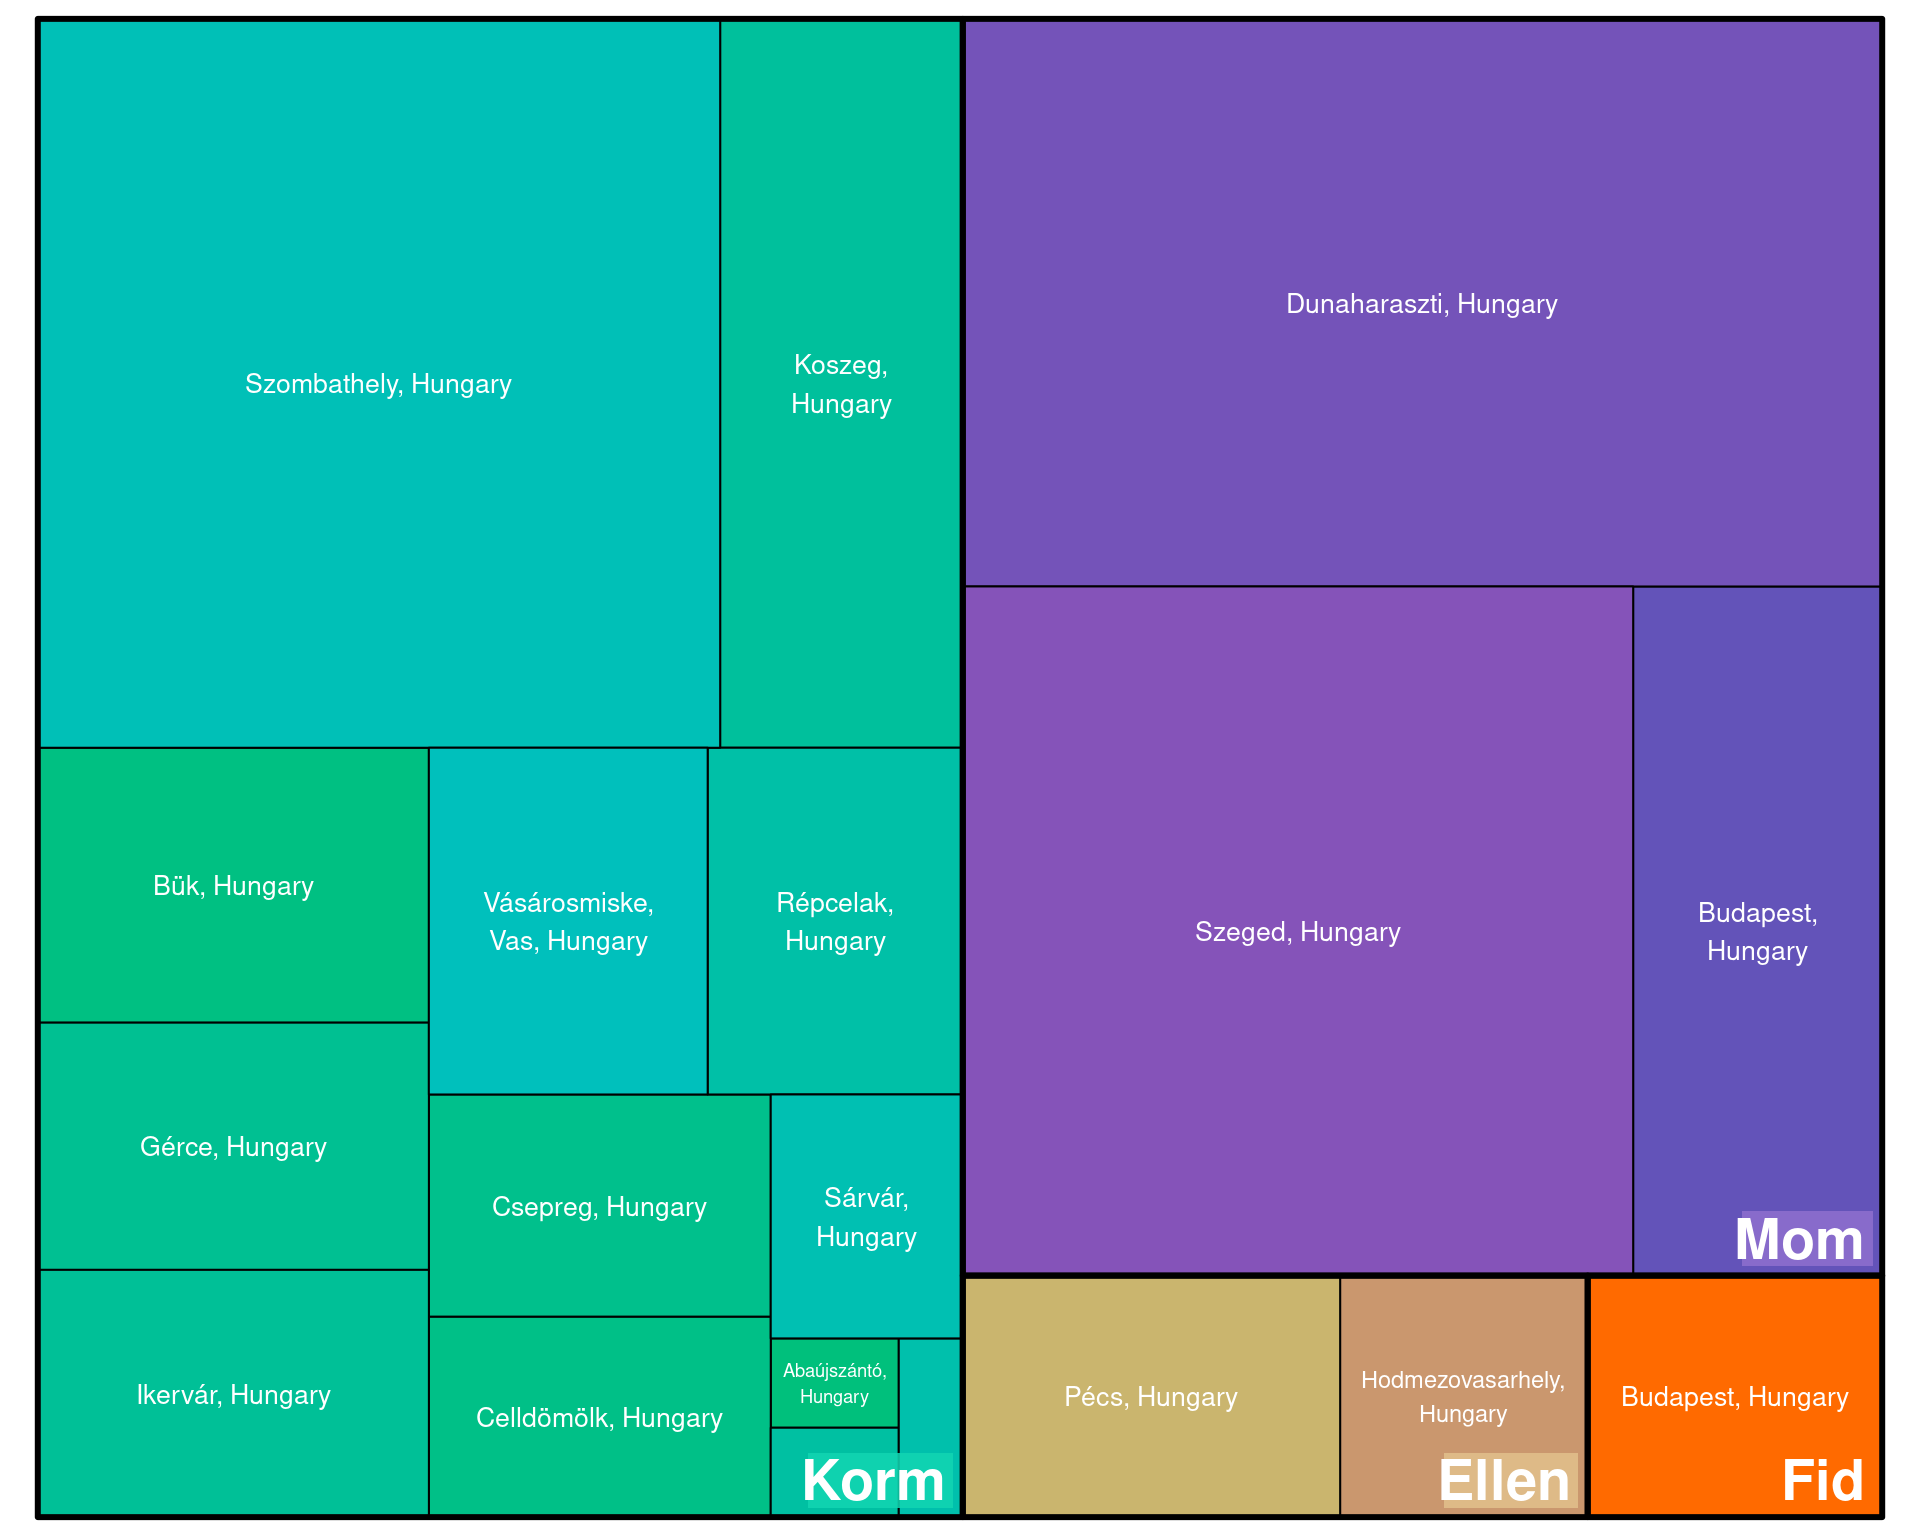 Szombathely, Hungary
Koszeg,
Hungary
Bük, Hungary
Vásárosmiske,
Vas, Hungary
Répcelak,
Hungary
Gérce, Hungary
Csepreg, Hungary
Sárvár,
Hungary
Ikervár, Hungary
Celldömölk, Hungary
Abaújszántó,
Hungary
Korm
Dunaharaszti, Hungary
Szeged, Hungary
Budapest,
Hungary
Mom
Pécs, Hungary
Hodmezovasarhely,
Hungary
Ellen
Budapest, Hungary
Fid